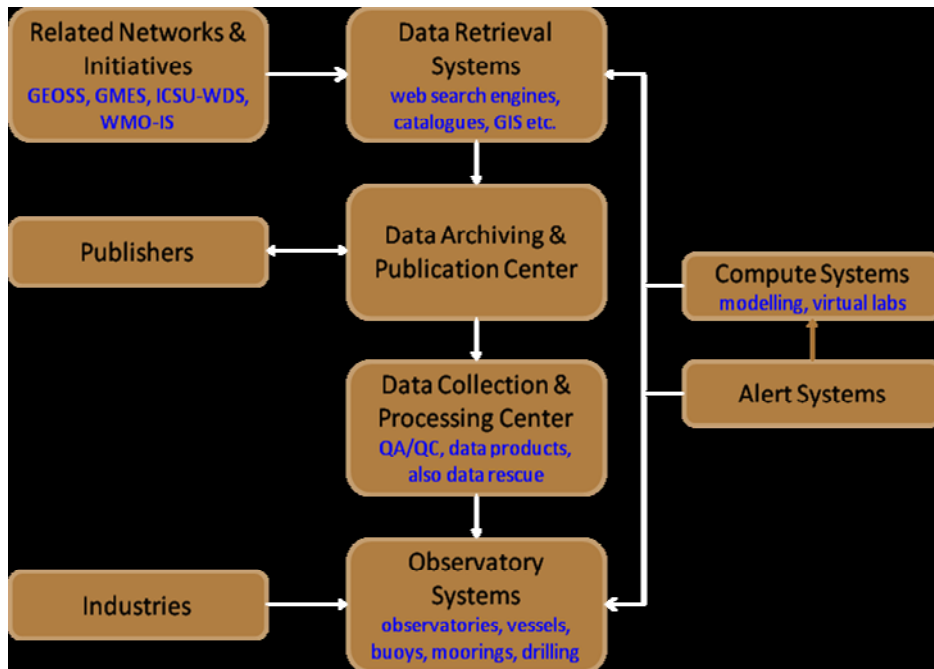 Related Networks &
Initiatives
GEOSS, GMES, ICSU-WDS,
WMO-IS
Data Retrieval
Systems
web search engines,
catalogues, GIS etc.
Publishers
Data Archiving &
Publication Center
Compute Systems
modelling, virtual labs
Data Collection &
Processing Center
QA/QC, data products,
also data rescue
Alert Systems
Industries
Observatory
Systems
observatories, vessels,
buoys, moorings, drilling